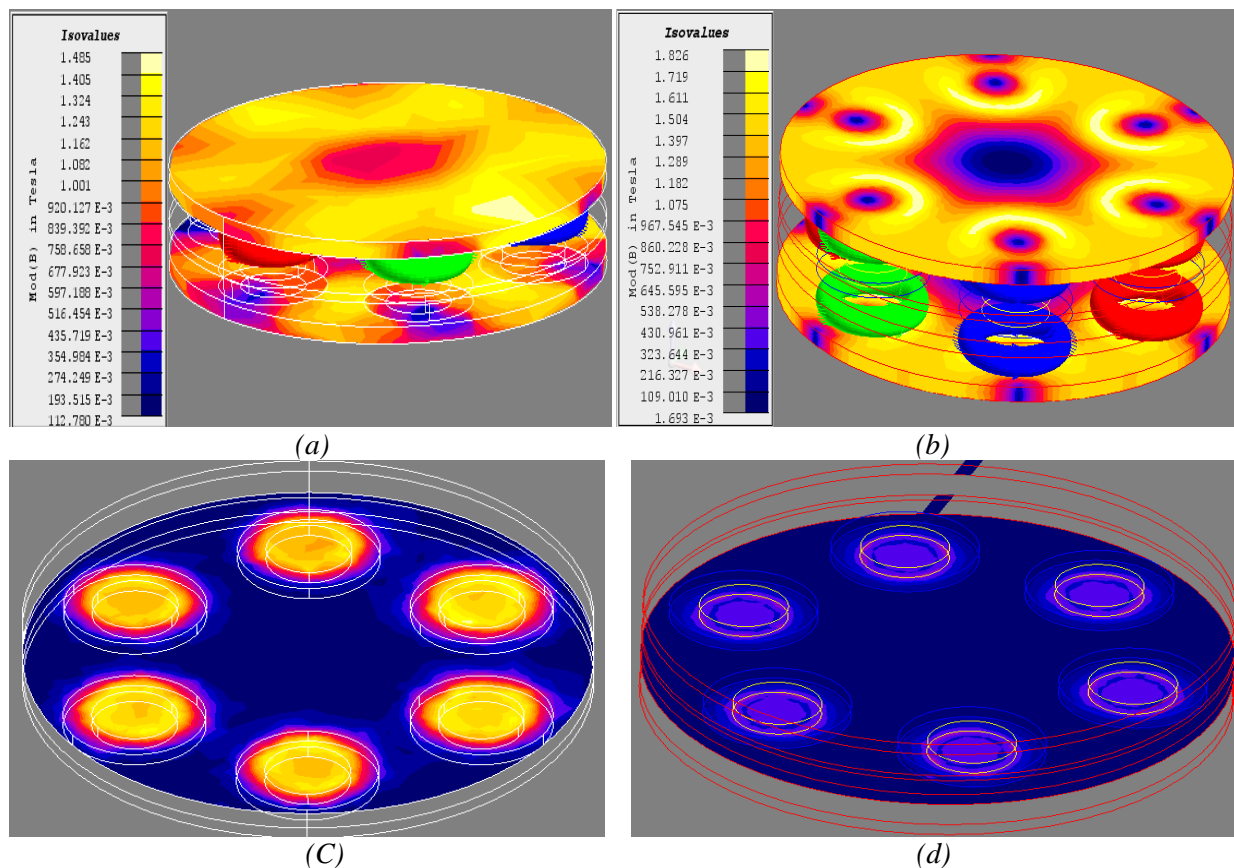 Isovalues
1.485
1.405
1.324
1.243
1.162
1.082
1.001
920.127 E-3
839.392 E-3
758.658 E-3
677.923 E-3
597.188 E-3
516.454 E-3
435.719 E-3
354.984 E-3
274.249 E-3
193.515 E-3
112.780 E-3
Mod(B) in Tesla
(a)
Isovalues
1.826
1.719
1.611
1.504
1.397
1.289
1.182
1.075
967.545 E-3
860.228 E-3
752.911 E-3
645.595 E-3
538.278 E-3
430.961 E-3
323.644 E-3
216.327 E-3
109.010 E-3
1.693 E-3
Mod(B) in Tesla
(b)
(C)
(d)